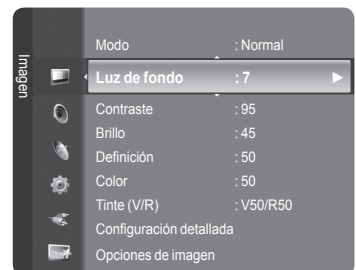 Imagen
Modo : Normal
Luz de fondo : 7
Contraste : 95
Brillo : 45
Definición : 50
Color : 50
Tinte (V/R) : V50/R50
Configuración detallada
Opciones de imagen